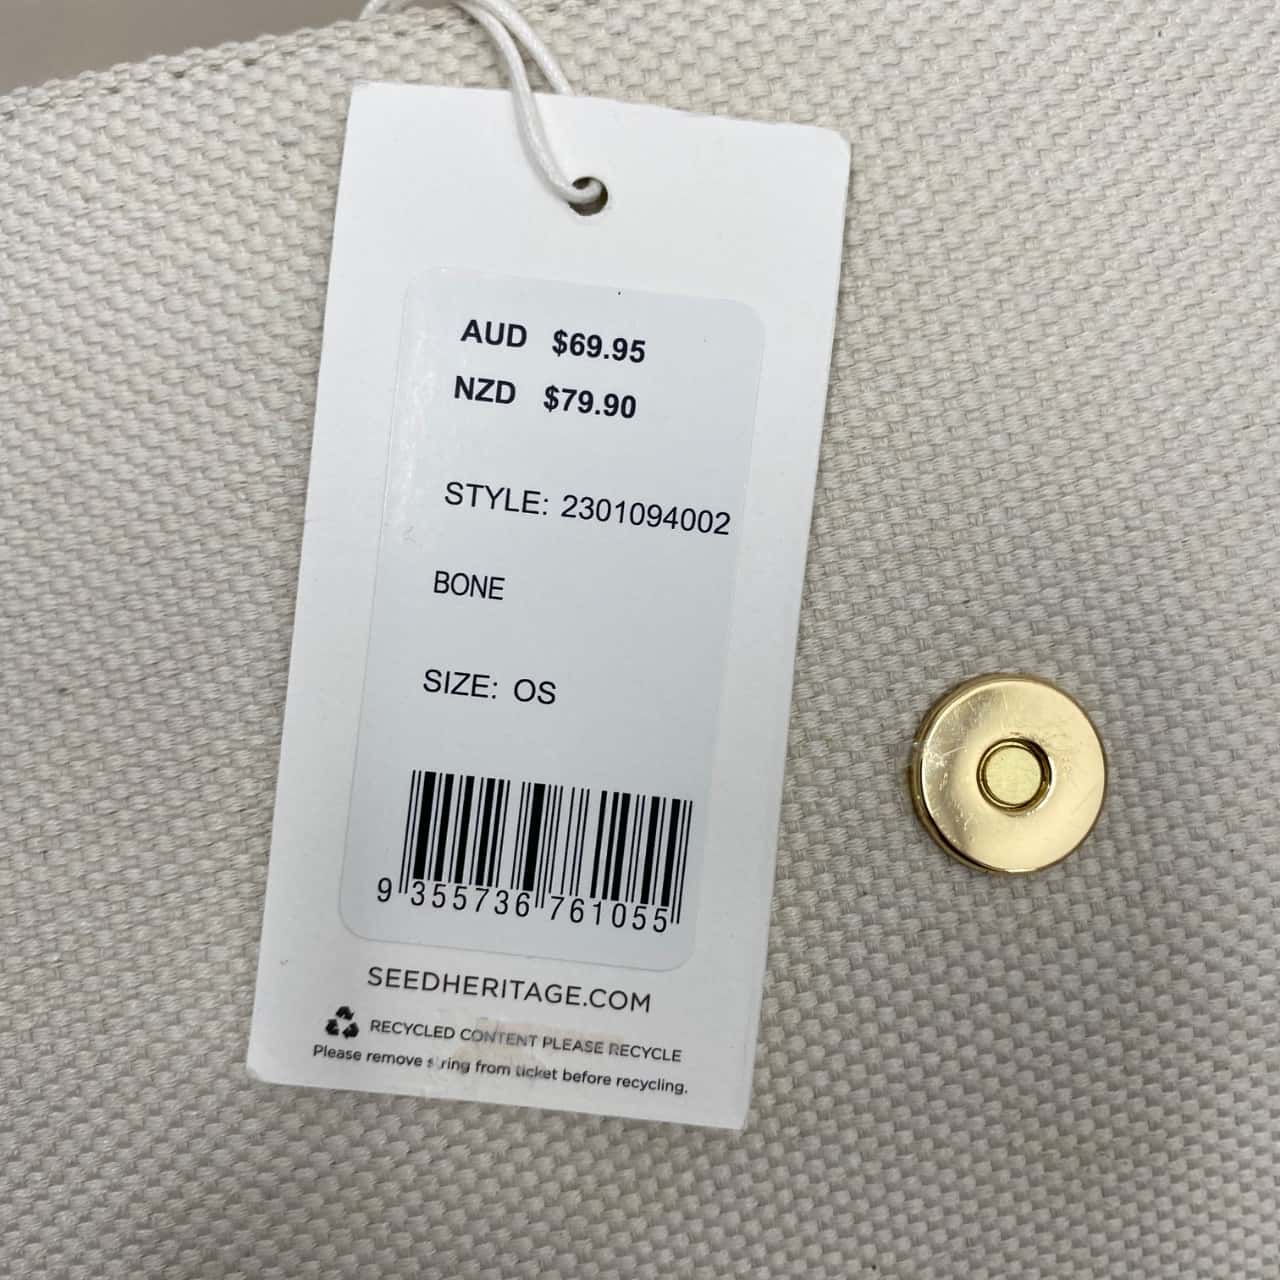 AUD $69.95
NZD $79.90
STYLE: 2301094002
BONE
SIZE: OS
9 355736 761055
SEEDHERITAGE.COM
RECYCLED CONTENT PLEASE RECYCLE
Please remove string from ticket before recycling.